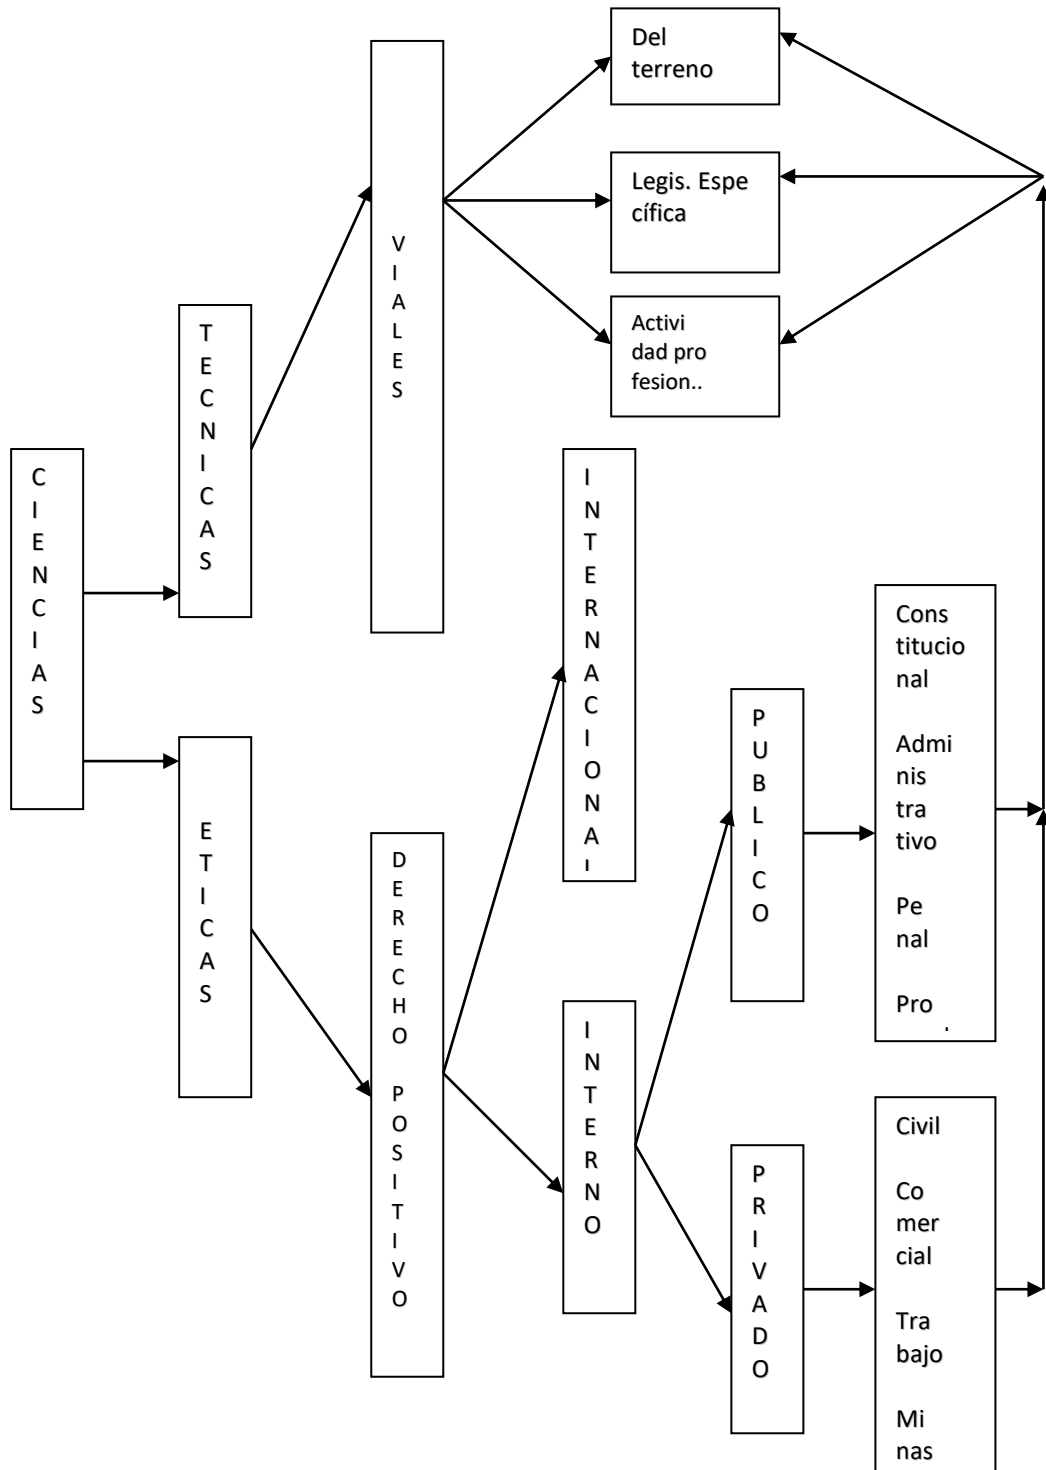 Del
terreno
Legis. Espe
cífica
Activi
dad pro
fesion..
VIALES
TECNICAS
CIENCIAS
INTERNACIONAL
Cons
titucio
nal
Admi
nis
tra
tivo
Pe
nal
Pro
PUBLICO
ETICAS
DERECHO POSITIVO
INTERNO
PRIVADO
Civil
Co
mer
cial
Tra
bajo
Mi
nas